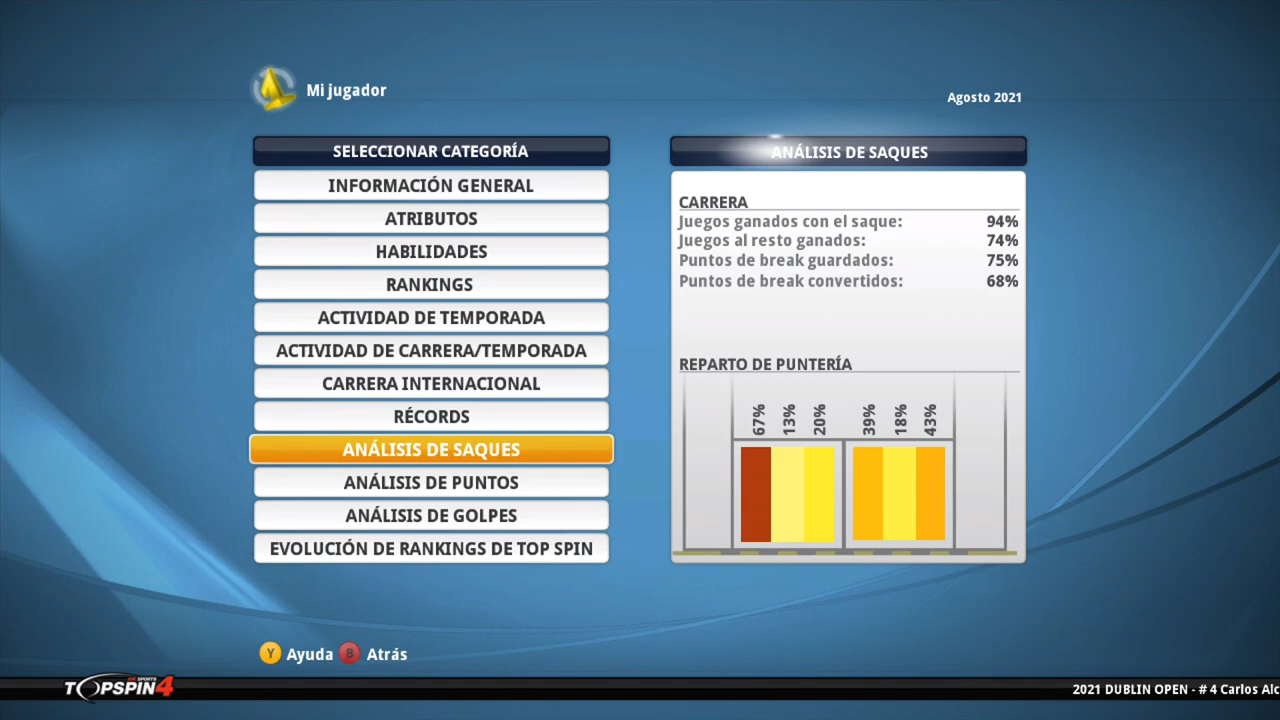 Mi jugador
Agosto 2021
SELECCIONAR CATEGORÍA
INFORMACIÓN GENERAL
ATRIBUTOS
HABILIDADES
RANKINGS
ACTIVIDAD DE TEMPORADA
ACTIVIDAD DE CARRERA/TEMPORADA
CARRERA INTERNACIONAL
RÉCORDS
ANÁLISIS DE SAQUES
ANÁLISIS DE PUNTOS
ANÁLISIS DE GOLPES
EVOLUCIÓN DE RANKINGS DE TOP SPIN
ANÁLISIS DE SAQUES
CARRERA
Juegos ganados con el saque: 94%
Juegos al resto ganados: 74%
Puntos de break guardados: 75%
Puntos de break convertidos: 68%
REPARTO DE PUNTERÍA
67% 13% 20% 39% 18% 43%
Y Ayuda B Atrás
TOPSPIN 4
2021 DUBLIN OPEN - # 4 Carlos Alc